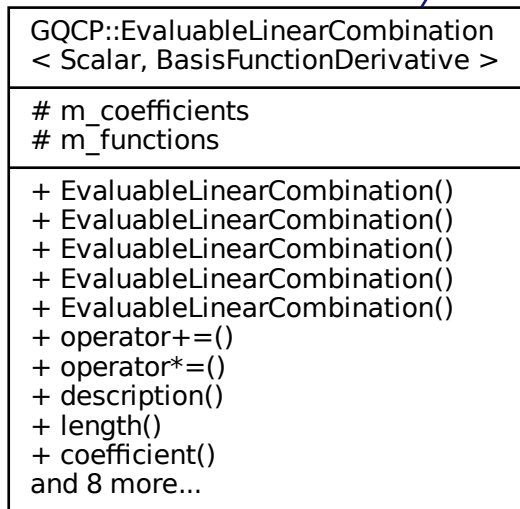 GQCP::EvaluableLinearCombination
< Scalar, BasisFunctionDerivative >
# m_coefficients
# m_functions
+ EvaluableLinearCombination()
+ EvaluableLinearCombination()
+ EvaluableLinearCombination()
+ EvaluableLinearCombination()
+ EvaluableLinearCombination()
+ operator+=()
+ operator*=()
+ description()
+ length()
+ coefficient()
and 8 more...